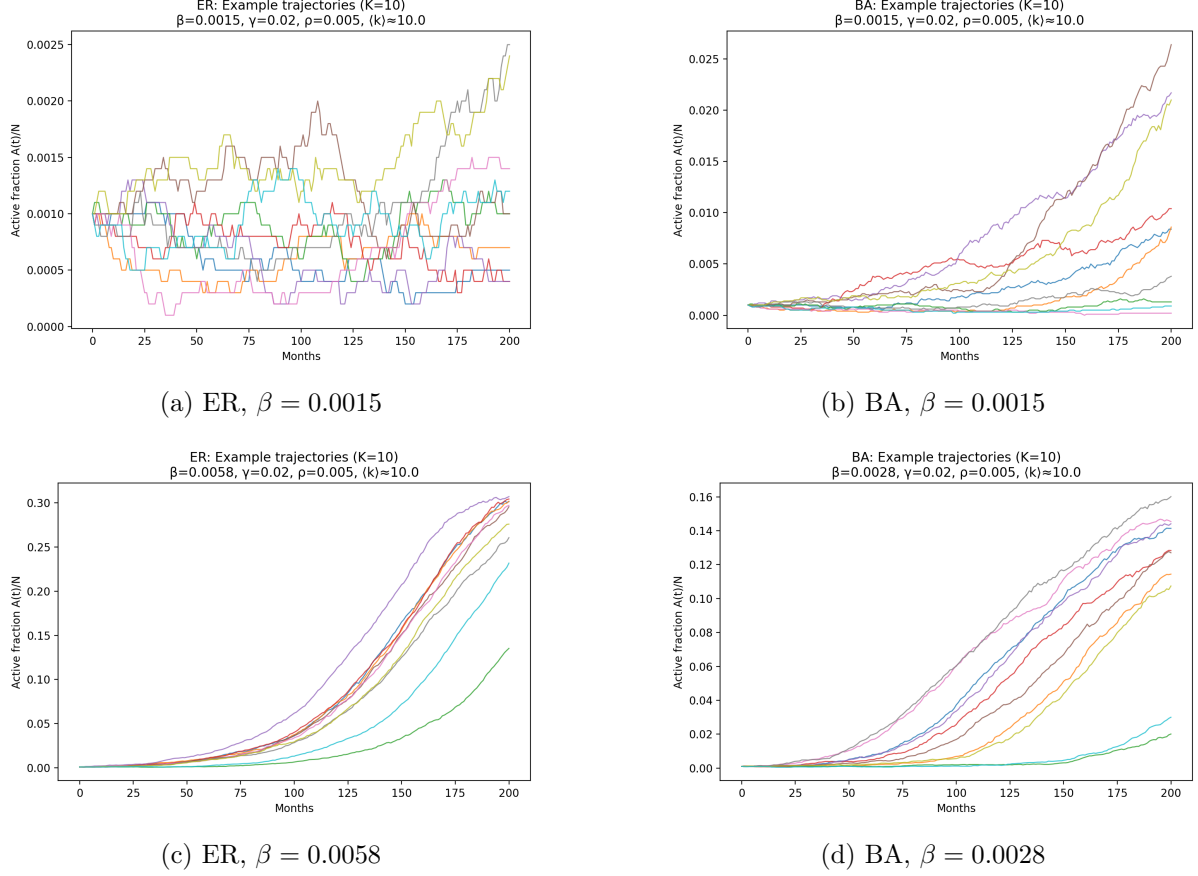 ER: Example trajectories (K=10)
β=0.0015, γ=0.02, ρ=0.005, ⟨k⟩≈10.0
0.0025
0.0020
0.0015
0.0010
0.0005
0.0000
Active fraction A(t)/N
0 25 50 75 100 125 150 175 200
Months
(a) ER, β = 0.0015
BA: Example trajectories (K=10)
β=0.0015, γ=0.02, ρ=0.005, ⟨k⟩≈10.0
0.025
0.020
0.015
0.010
0.005
0.000
Active fraction A(t)/N
0 25 50 75 100 125 150 175 200
Months
(b) BA, β = 0.0015
ER: Example trajectories (K=10)
β=0.0058, γ=0.02, ρ=0.005, ⟨k⟩≈10.0
0.30
0.25
0.20
0.15
0.10
0.05
0.00
Active fraction A(t)/N
0 25 50 75 100 125 150 175 200
Months
(c) ER, β = 0.0058
BA: Example trajectories (K=10)
β=0.0028, γ=0.02, ρ=0.005, ⟨k⟩≈10.0
0.16
0.14
0.12
0.10
0.08
0.06
0.04
0.02
0.00
Active fraction A(t)/N
0 25 50 75 100 125 150 175 200
Months
(d) BA, β = 0.0028